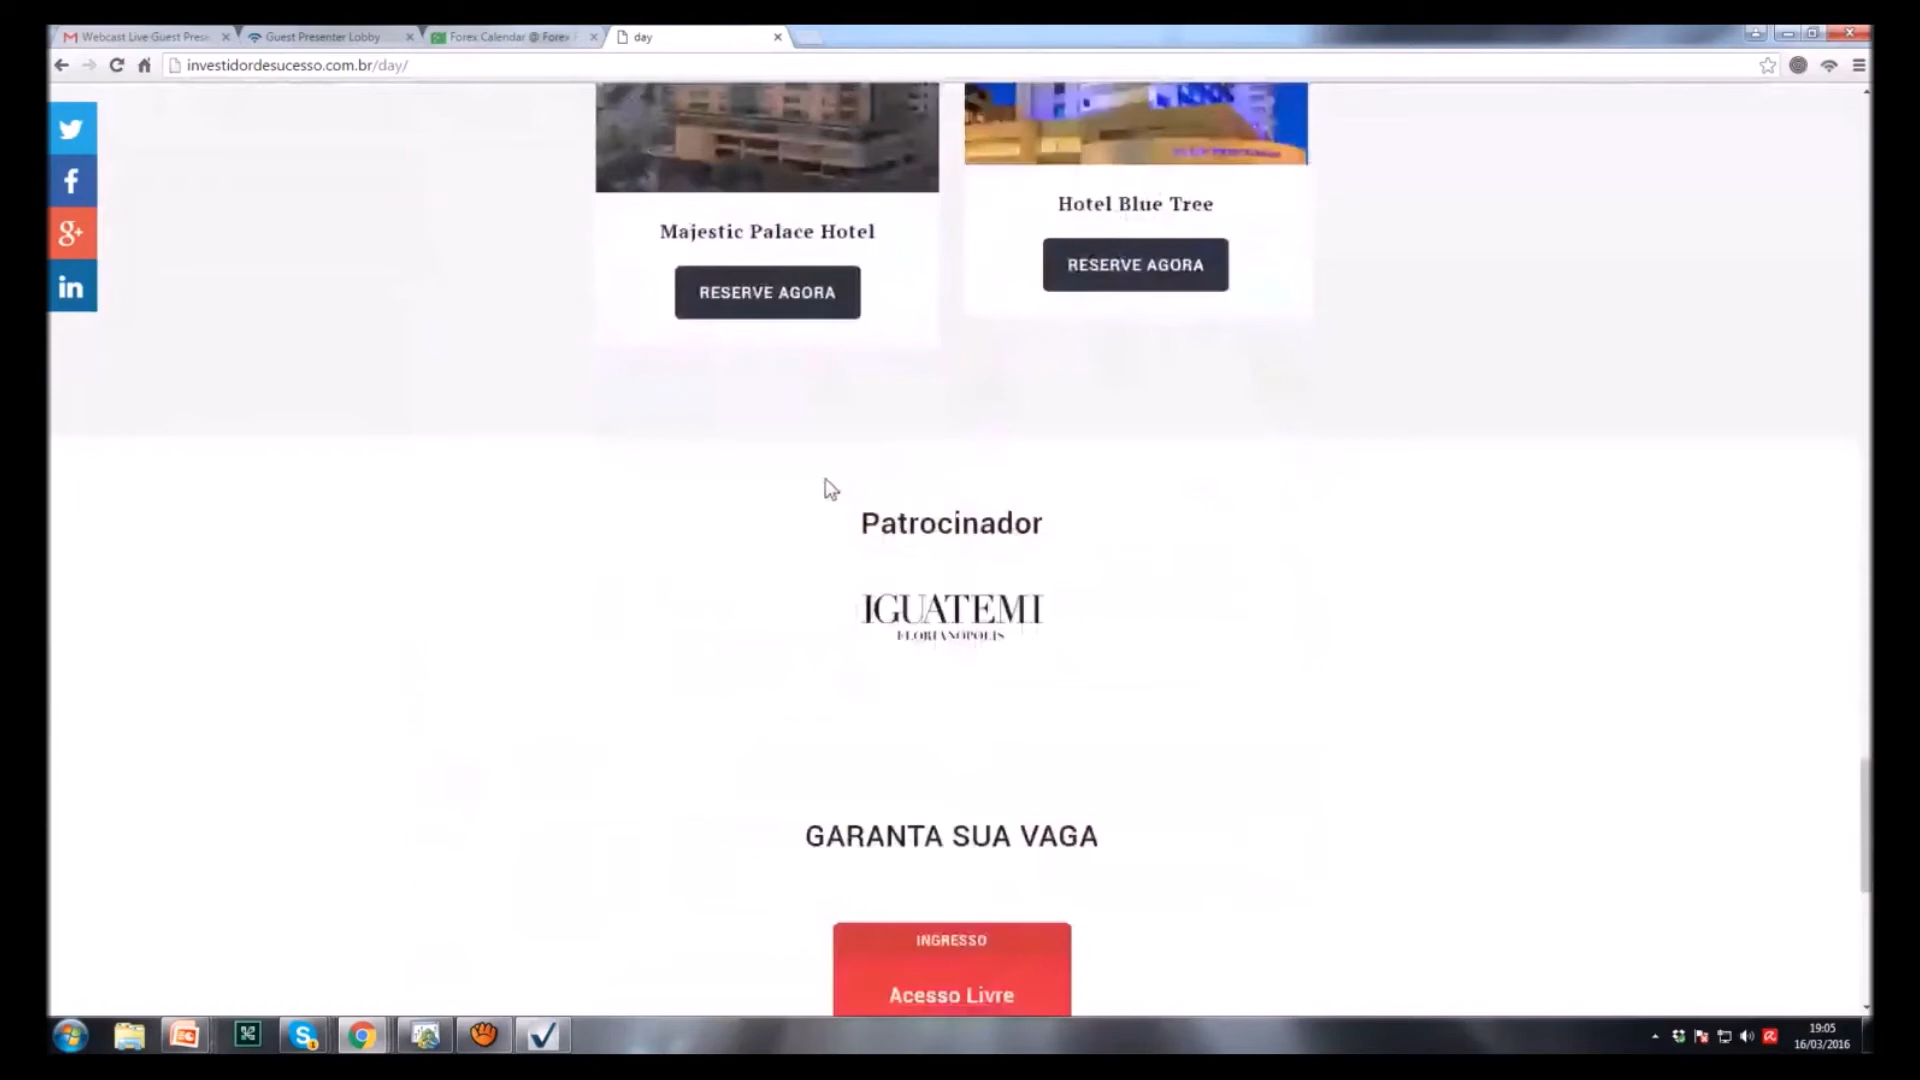 Webcast Live Guest Pres
Guest Presenter Lobby
Forex Calendar @ Forex F
day
investidordesucesso.com.br/day/
Majestic Palace Hotel
RESERVE AGORA
Hotel Blue Tree
RESERVE AGORA
Patrocinador
IGUATEMI
FLORIANÓPOLIS
GARANTA SUA VAGA
INGRESSO
Acesso Livre
19:05
16/03/2016